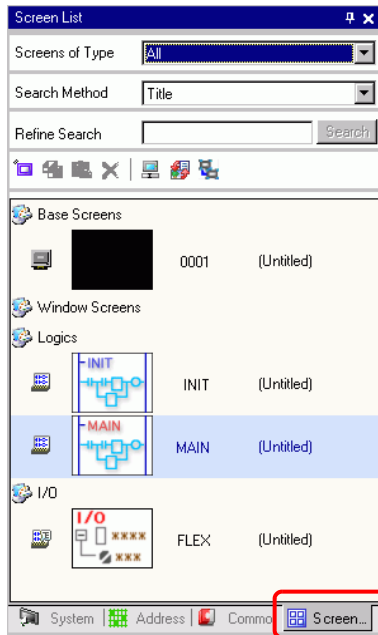 Screen List
Screens of Type All
Search Method Title
Refine Search Search
Base Screens
0001 (Untitled)
Window Screens
Logics
INIT
INIT (Untitled)
MAIN
MAIN (Untitled)
I/O
I/O
****
***
FLEX (Untitled)
System Address Commo Screen...